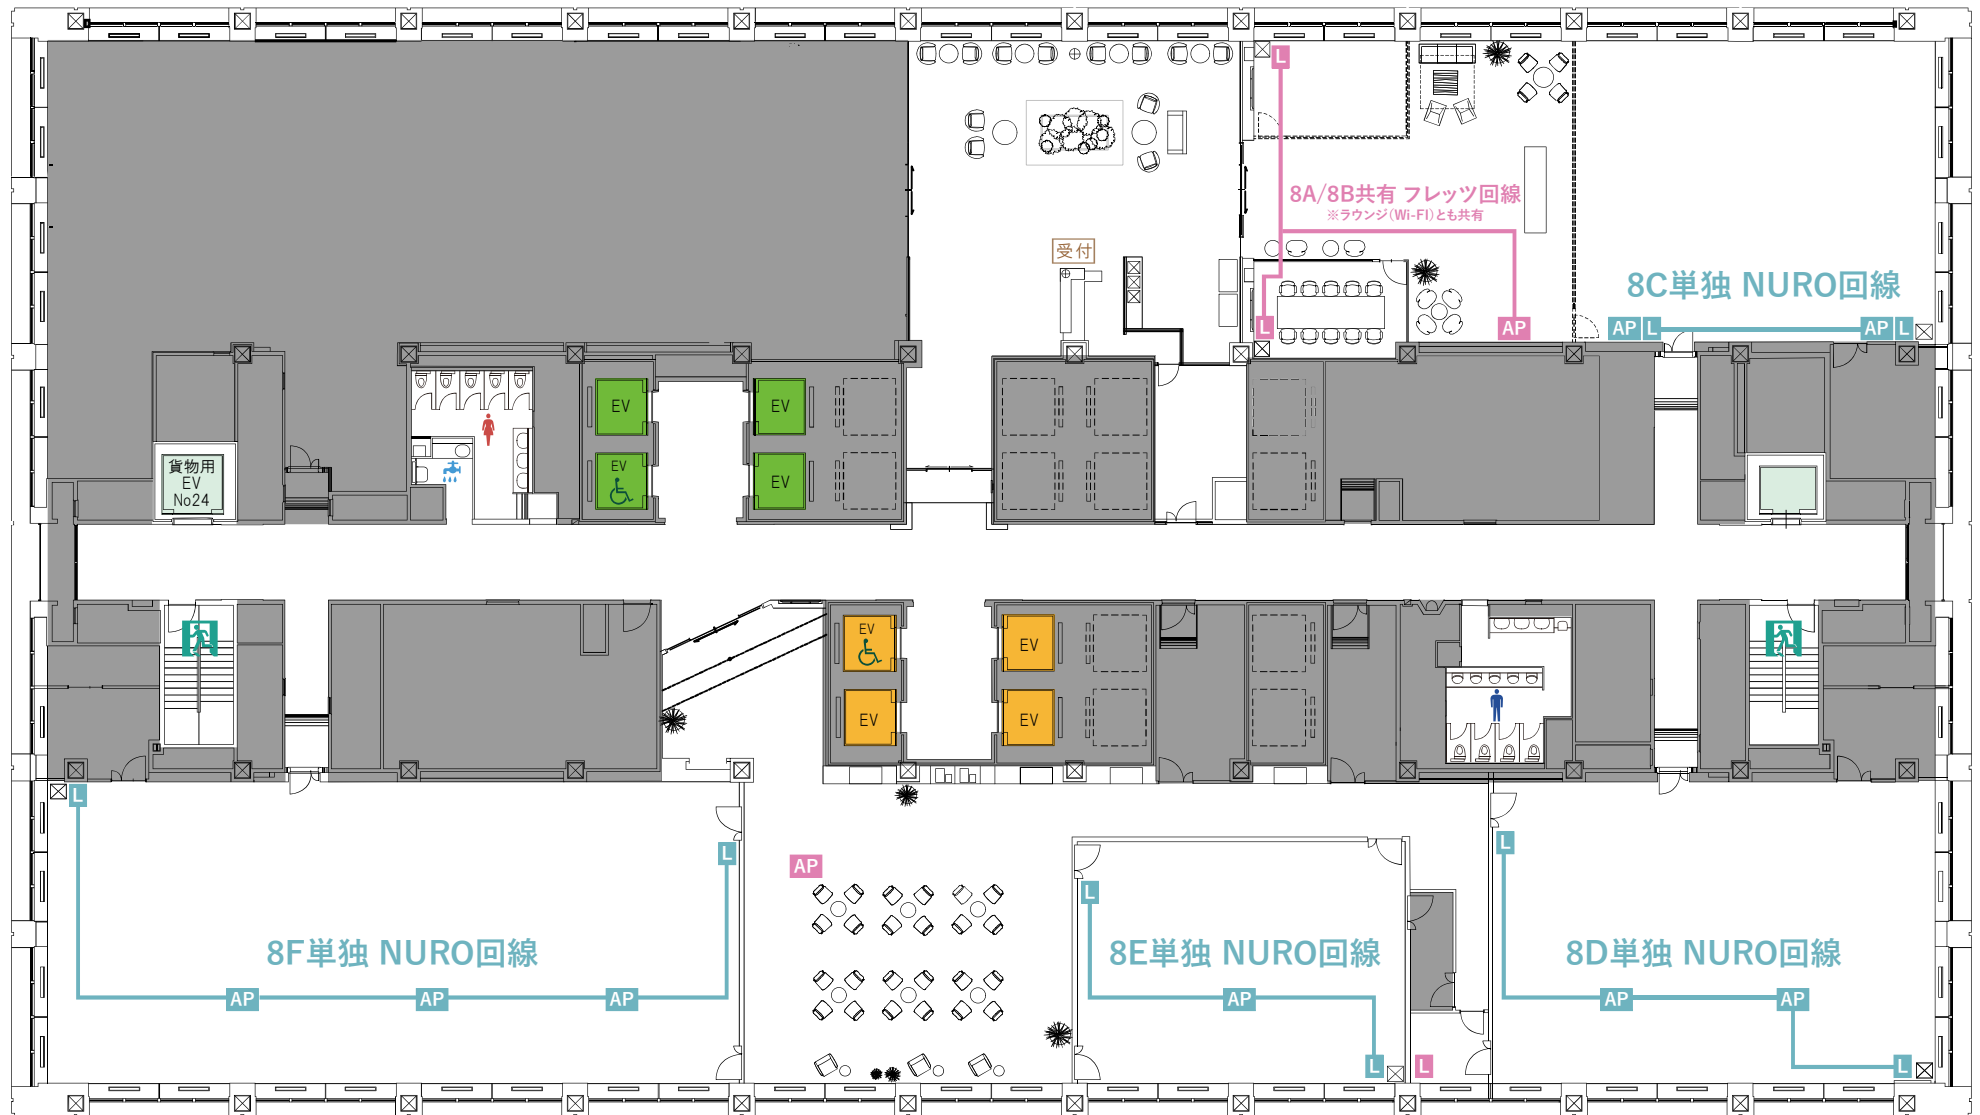 L
8A/8B共有 フレッツ回線
※ラウンジ(Wi-FI)とも共有
受付
8C単独 NURO回線
L
AP
AP
L
AP
L
EV
EV
貨物用
EV
No24
EV
EV
EV
EV
EV
EV
L
L
AP
L
L
8F単独 NURO回線
8E単独 NURO回線
8D単独 NURO回線
AP
AP
AP
AP
AP
AP
L
L
L